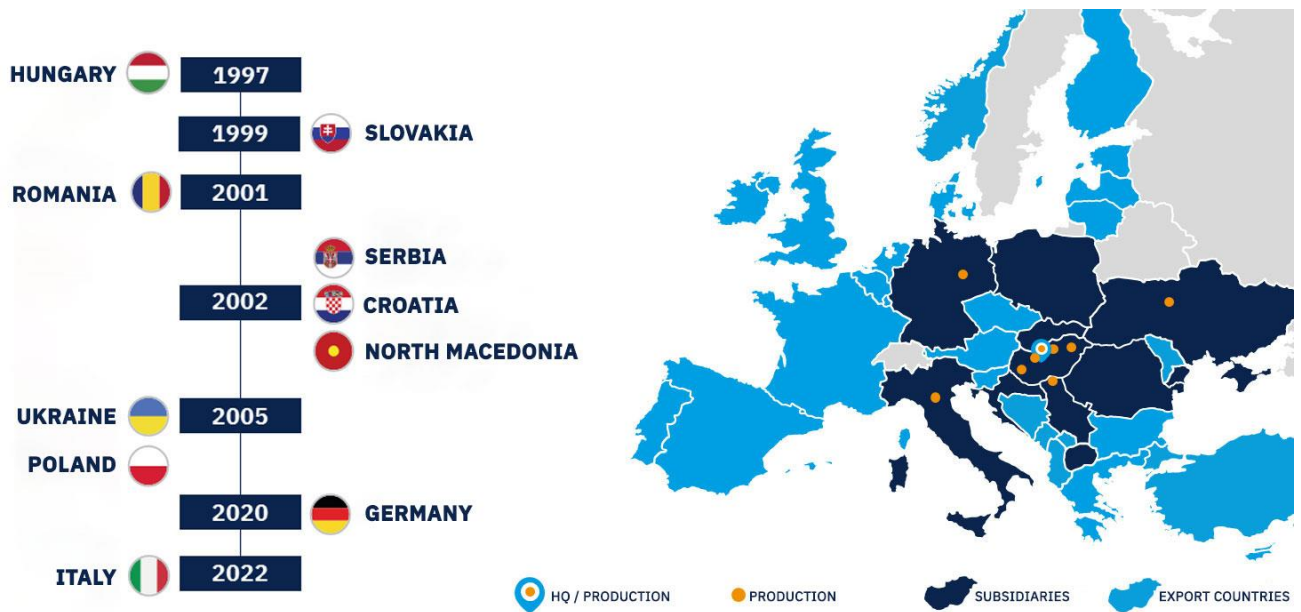 HUNGARY 1997
1999 SLOVAKIA
ROMANIA 2001
SERBIA
2002 CROATIA
NORTH MACEDONIA
UKRAINE 2005
POLAND
2020 GERMANY
ITALY 2022
HQ / PRODUCTION
PRODUCTION
SUBSIDIARIES
EXPORT COUNTRIES